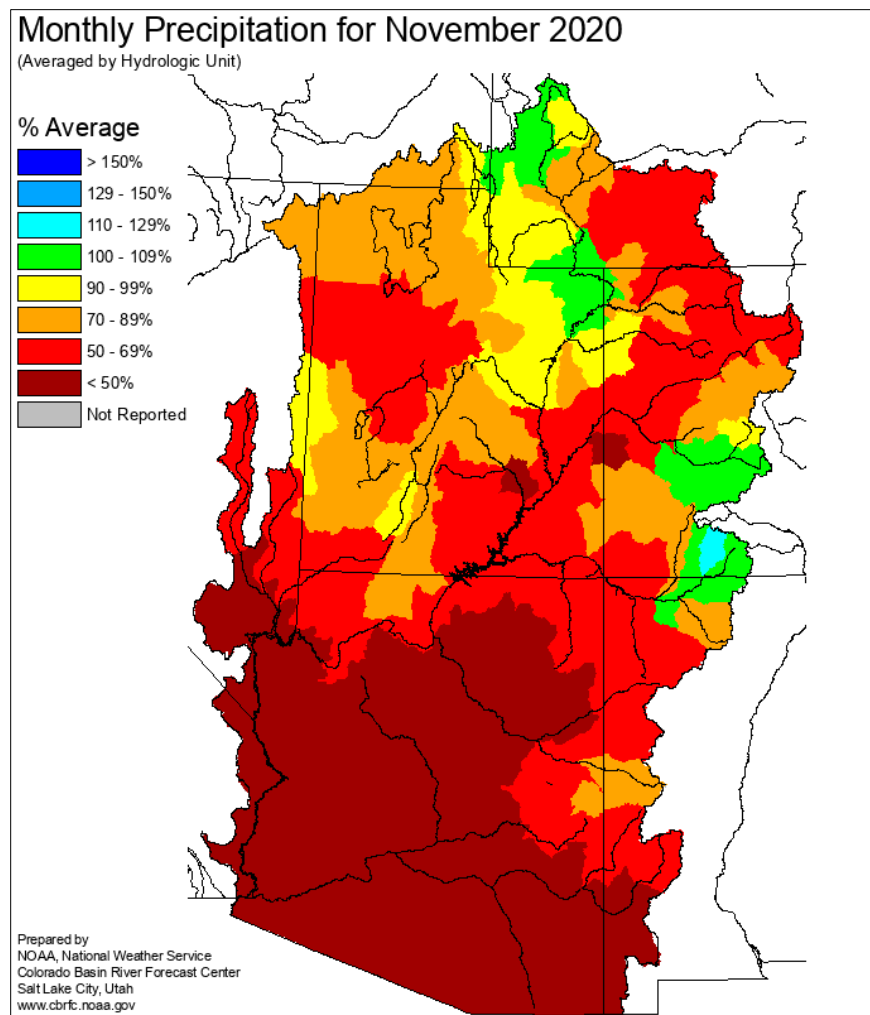 Monthly Precipitation for November 2020
(Averaged by Hydrologic Unit)
% Average
> 150%
129 - 150%
110 - 129%
100 - 109%
90 - 99%
70 - 89%
50 - 69%
< 50%
Not Reported
Prepared by
NOAA, National Weather Service
Colorado Basin River Forecast Center
Salt Lake City, Utah
www.cbrfc.noaa.gov